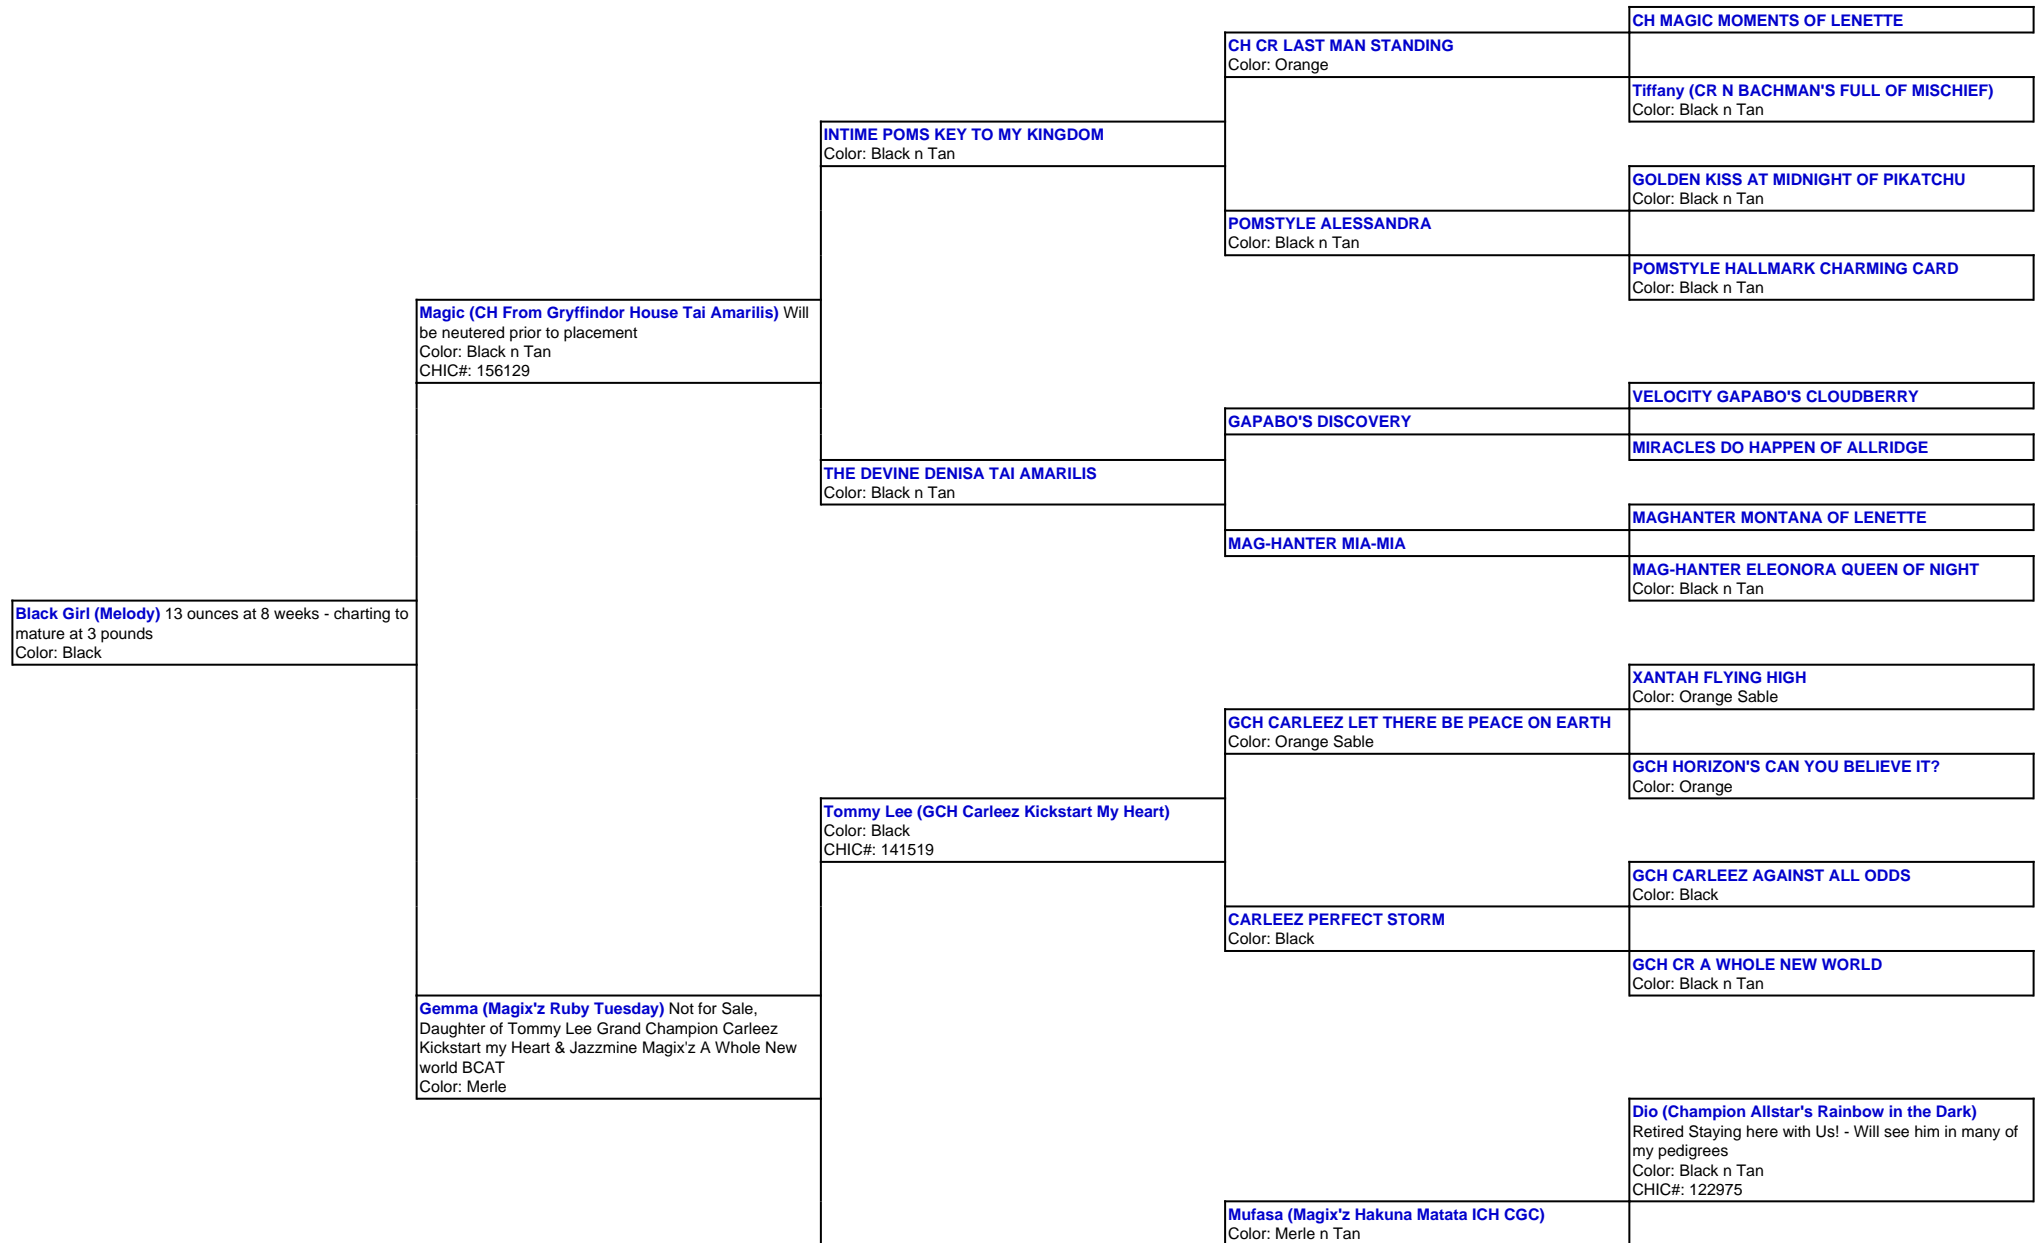 CH MAGIC MOMENTS OF LENETTE
CH CR LAST MAN STANDING
Color: Orange
Tiffany (CR N BACHMAN'S FULL OF MISCHIEF)
Color: Black n Tan
INTIME POMS KEY TO MY KINGDOM
Color: Black n Tan
GOLDEN KISS AT MIDNIGHT OF PIKATCHU
Color: Black n Tan
POMSTYLE ALESSANDRA
Color: Black n Tan
POMSTYLE HALLMARK CHARMING CARD
Color: Black n Tan
Magic (CH From Gryffindor House Tai Amarilis) Will
be neutered prior to placement
Color: Black n Tan
CHIC#: 156129
VELOCITY GAPABO'S CLOUDBERRY
GAPABO'S DISCOVERY
MIRACLES DO HAPPEN OF ALLRIDGE
THE DEVINE DENISA TAI AMARILIS
Color: Black n Tan
MAGHANTER MONTANA OF LENETTE
MAG-HANTER MIA-MIA
MAG-HANTER ELEONORA QUEEN OF NIGHT
Color: Black n Tan
Black Girl (Melody) 13 ounces at 8 weeks - charting to
mature at 3 pounds
Color: Black
XANTAH FLYING HIGH
Color: Orange Sable
GCH CARLEEZ LET THERE BE PEACE ON EARTH
Color: Orange Sable
GCH HORIZON'S CAN YOU BELIEVE IT?
Color: Orange
Tommy Lee (GCH Carleez Kickstart My Heart)
Color: Black
CHIC#: 141519
GCH CARLEEZ AGAINST ALL ODDS
Color: Black
CARLEEZ PERFECT STORM
Color: Black
GCH CR A WHOLE NEW WORLD
Color: Black n Tan
Gemma (Magix'z Ruby Tuesday) Not for Sale,
Daughter of Tommy Lee Grand Champion Carleez
Kickstart my Heart & Jazzmine Magix'z A Whole New
world BCAT
Color: Merle
Dio (Champion Allstar's Rainbow in the Dark)
Retired Staying here with Us! - Will see him in many of
my pedigrees
Color: Black n Tan
CHIC#: 122975
Mufasa (Magix'z Hakuna Matata ICH CGC)
Color: Merle n Tan